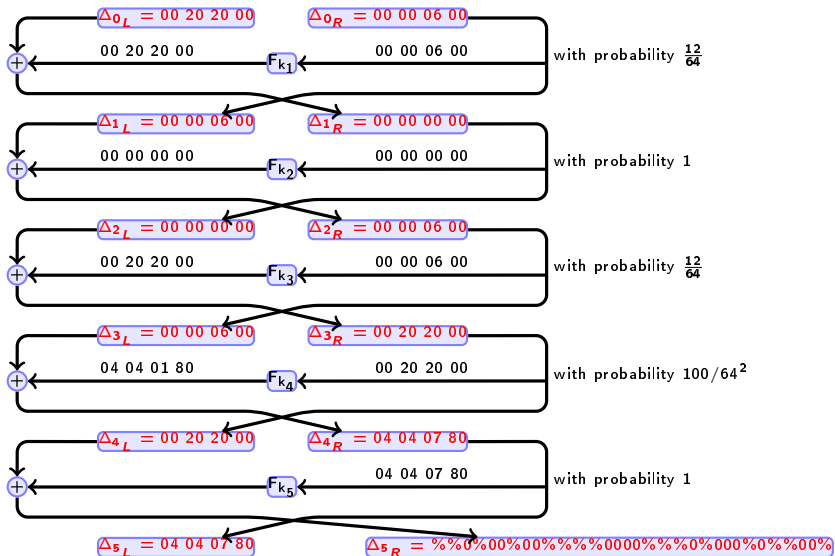 Δ0L = 00 20 20 00 Δ0R = 00 00 06 00
00 20 20 00 00 00 06 00
+ Fk1 with probability 12/64
Δ1L = 00 00 06 00 Δ1R = 00 00 00 00
00 00 00 00 00 00 00 00
+ Fk2 with probability 1
Δ2L = 00 00 00 00 Δ2R = 00 00 06 00
00 20 20 00 00 00 06 00
+ Fk3 with probability 12/64
Δ3L = 00 00 06 00 Δ3R = 00 20 20 00
04 04 01 80 00 20 20 00
+ Fk4 with probability 100/64²
Δ4L = 00 20 20 00 Δ4R = 04 04 07 80
04 04 07 80
+ Fk5 with probability 1
Δ5L = 04 04 07 80 Δ5R = %%0%00%00%%%%0000%%%0%000%0%%00%